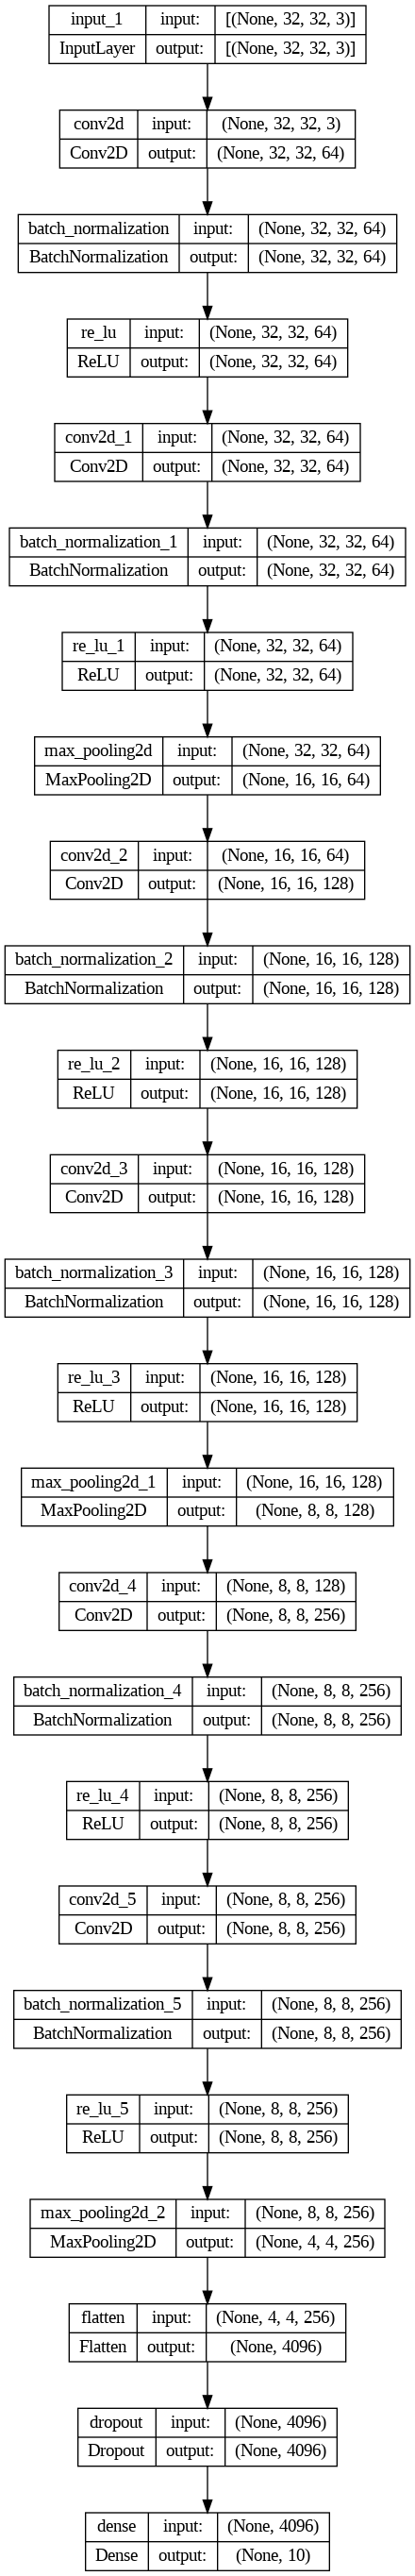 input_1 input: [(None, 32, 32, 3)]
InputLayer output: [(None, 32, 32, 3)]
conv2d input: (None, 32, 32, 3)
Conv2D output: (None, 32, 32, 64)
batch_normalization input: (None, 32, 32, 64)
BatchNormalization output: (None, 32, 32, 64)
re_lu input: (None, 32, 32, 64)
ReLU output: (None, 32, 32, 64)
conv2d_1 input: (None, 32, 32, 64)
Conv2D output: (None, 32, 32, 64)
batch_normalization_1 input: (None, 32, 32, 64)
BatchNormalization output: (None, 32, 32, 64)
re_lu_1 input: (None, 32, 32, 64)
ReLU output: (None, 32, 32, 64)
max_pooling2d input: (None, 32, 32, 64)
MaxPooling2D output: (None, 16, 16, 64)
conv2d_2 input: (None, 16, 16, 64)
Conv2D output: (None, 16, 16, 128)
batch_normalization_2 input: (None, 16, 16, 128)
BatchNormalization output: (None, 16, 16, 128)
re_lu_2 input: (None, 16, 16, 128)
ReLU output: (None, 16, 16, 128)
conv2d_3 input: (None, 16, 16, 128)
Conv2D output: (None, 16, 16, 128)
batch_normalization_3 input: (None, 16, 16, 128)
BatchNormalization output: (None, 16, 16, 128)
re_lu_3 input: (None, 16, 16, 128)
ReLU output: (None, 16, 16, 128)
max_pooling2d_1 input: (None, 16, 16, 128)
MaxPooling2D output: (None, 8, 8, 128)
conv2d_4 input: (None, 8, 8, 128)
Conv2D output: (None, 8, 8, 256)
batch_normalization_4 input: (None, 8, 8, 256)
BatchNormalization output: (None, 8, 8, 256)
re_lu_4 input: (None, 8, 8, 256)
ReLU output: (None, 8, 8, 256)
conv2d_5 input: (None, 8, 8, 256)
Conv2D output: (None, 8, 8, 256)
batch_normalization_5 input: (None, 8, 8, 256)
BatchNormalization output: (None, 8, 8, 256)
re_lu_5 input: (None, 8, 8, 256)
ReLU output: (None, 8, 8, 256)
max_pooling2d_2 input: (None, 8, 8, 256)
MaxPooling2D output: (None, 4, 4, 256)
flatten input: (None, 4, 4, 256)
Flatten output: (None, 4096)
dropout input: (None, 4096)
Dropout output: (None, 4096)
dense input: (None, 4096)
Dense output: (None, 10)